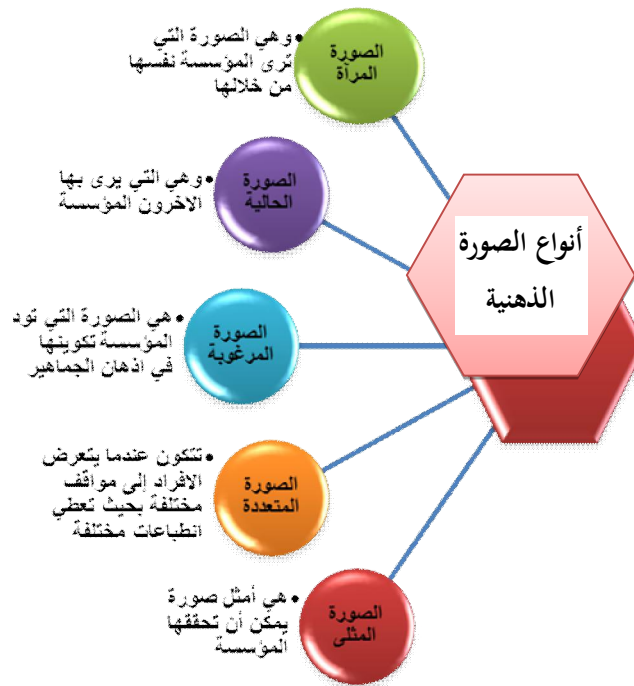 أنواع الصورة
الذهنية
الصورة
المرآة
• وهي الصورة التي
ترى المؤسسة نفسها
من خلالها
الصورة
الحالية
• وهي التي يرى بها
الاخرون المؤسسة
الصورة
المرغوبة
• هي الصورة التي تود
المؤسسة تكوينها
في اذهان الجماهير
الصورة
المتعددة
• تتكون عندما يتعرض
الافراد إلى مواقف
مختلفة بحيث تعطي
انطباعات مختلفة
الصورة
المثلى
• هي أمثل صورة
يمكن أن تحققها
المؤسسة